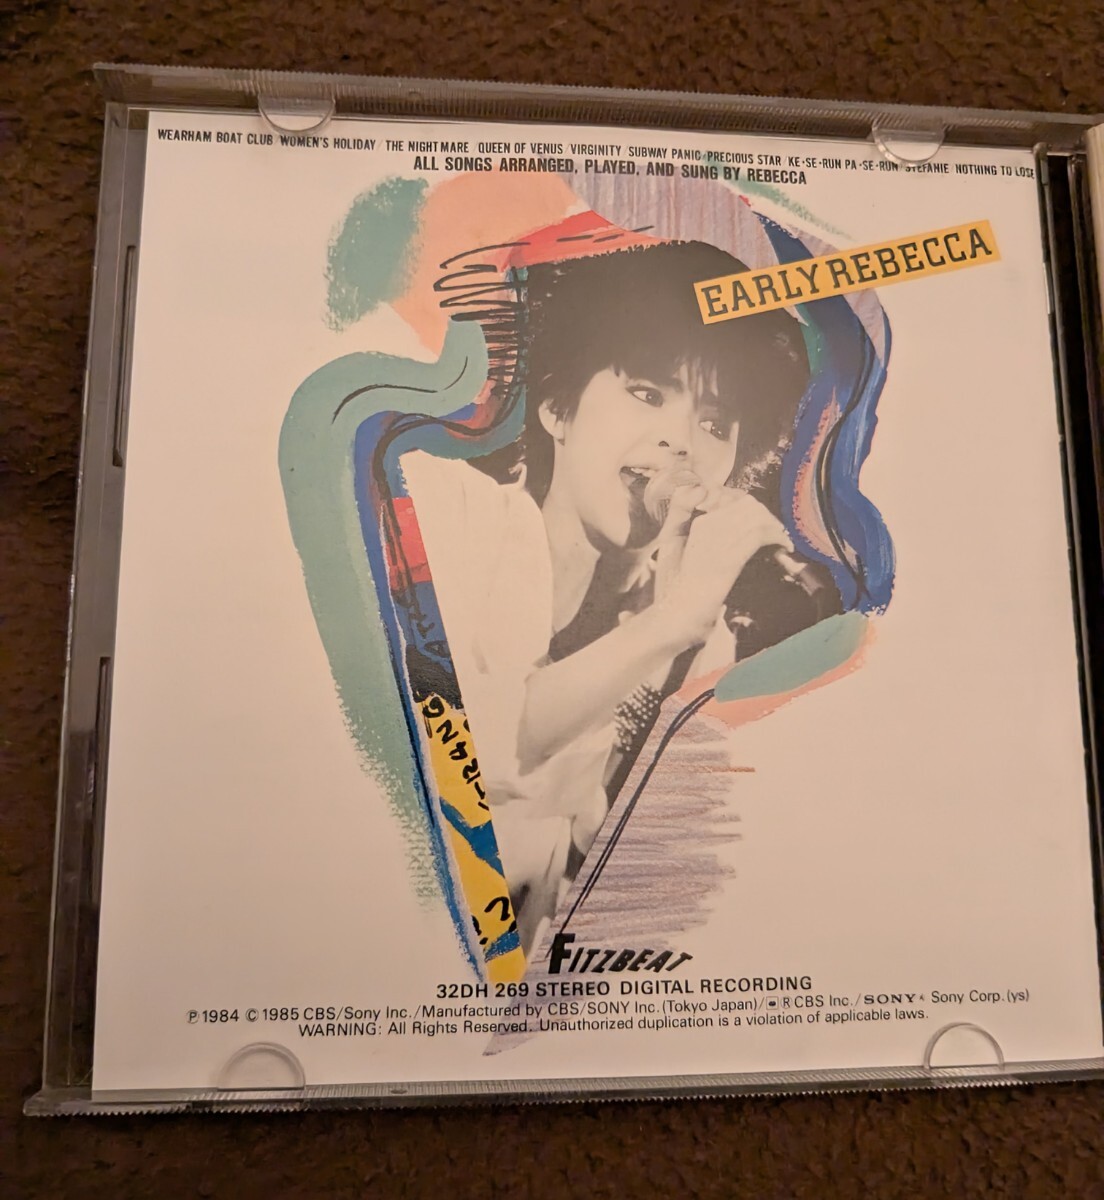 WEARHAM BOAT CLUB/WOMEN'S HOLIDAY/THE NIGHT MARE/QUEEN OF VENUS/VIRGINITY/SUBWAY PANIC/PRECIOUS STAR/KE·SE·RUN PA·SE·RUN/STEFANIE/NOTHING TO LOSE
ALL SONGS ARRANGED, PLAYED, AND SUNG BY REBECCA
EARLY REBECCA
FITZBEAT
32DH 269 STEREO DIGITAL RECORDING
℗1984 ©1985 CBS/Sony Inc./Manufactured by CBS/SONY Inc.(Tokyo Japan)/ ® CBS Inc./SONY® Sony Corp.(ys)
WARNING: All Rights Reserved. Unauthorized duplication is a violation of applicable laws.